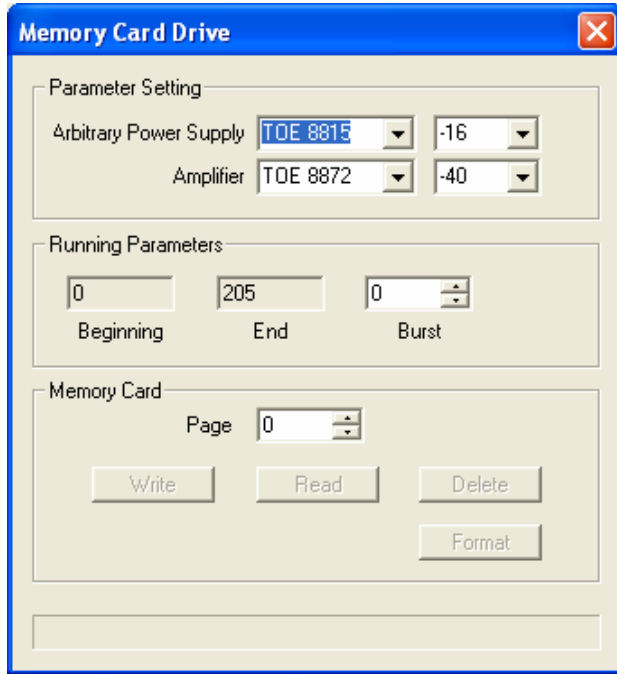 Memory Card Drive
Parameter Setting
Arbitrary Power Supply TOE 8815 -16
Amplifier TOE 8872 -40
Running Parameters
0 205 0
Beginning End Burst
Memory Card
Page 0
Write Read Delete
Format